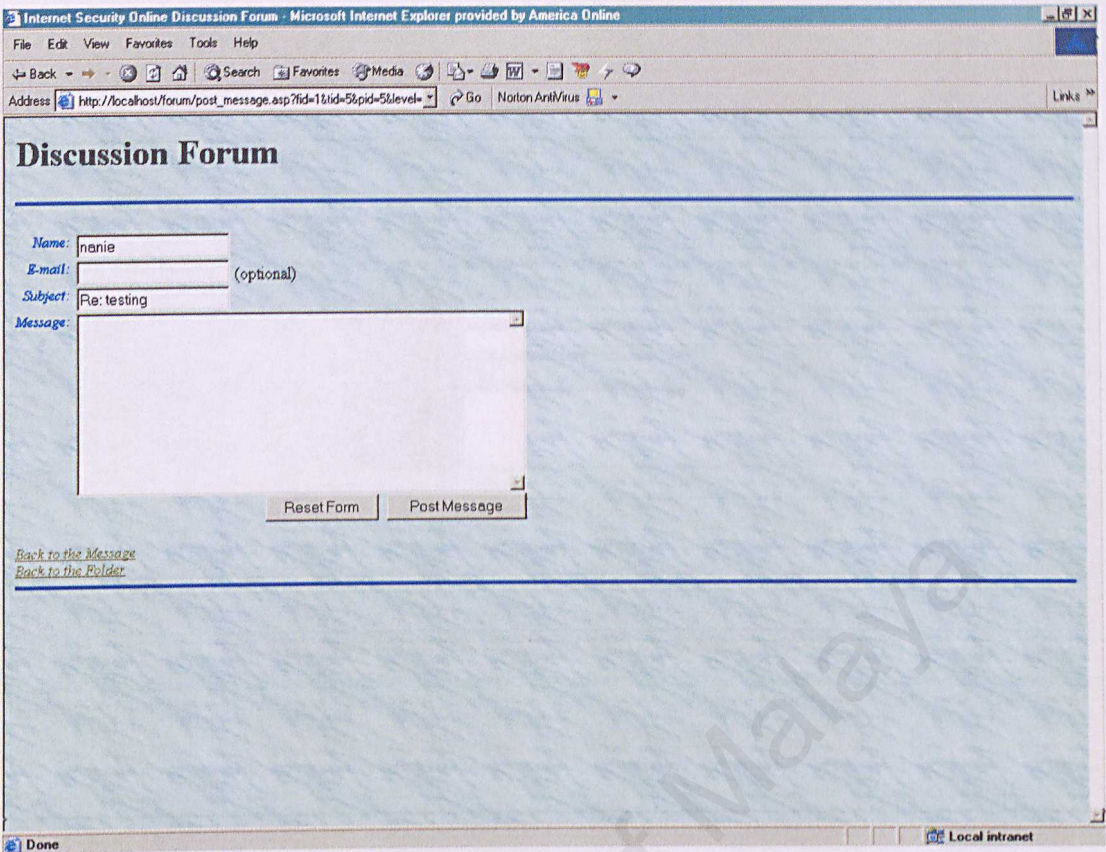 Internet Security Online Discussion Forum - Microsoft Internet Explorer provided by America Online
File Edit View Favorites Tools Help
Back Search Favorites Media
Address http://localhost/forum/post_message.asp?fid=1&tid=5&pid=5&level= Go Norton AntiVirus Links »
Discussion Forum
Name: nanie
E-mail: (optional)
Subject: Re: testing
Message:
Reset Form Post Message
Back to the Message
Back to the Folder
Malaya
Done Local intranet